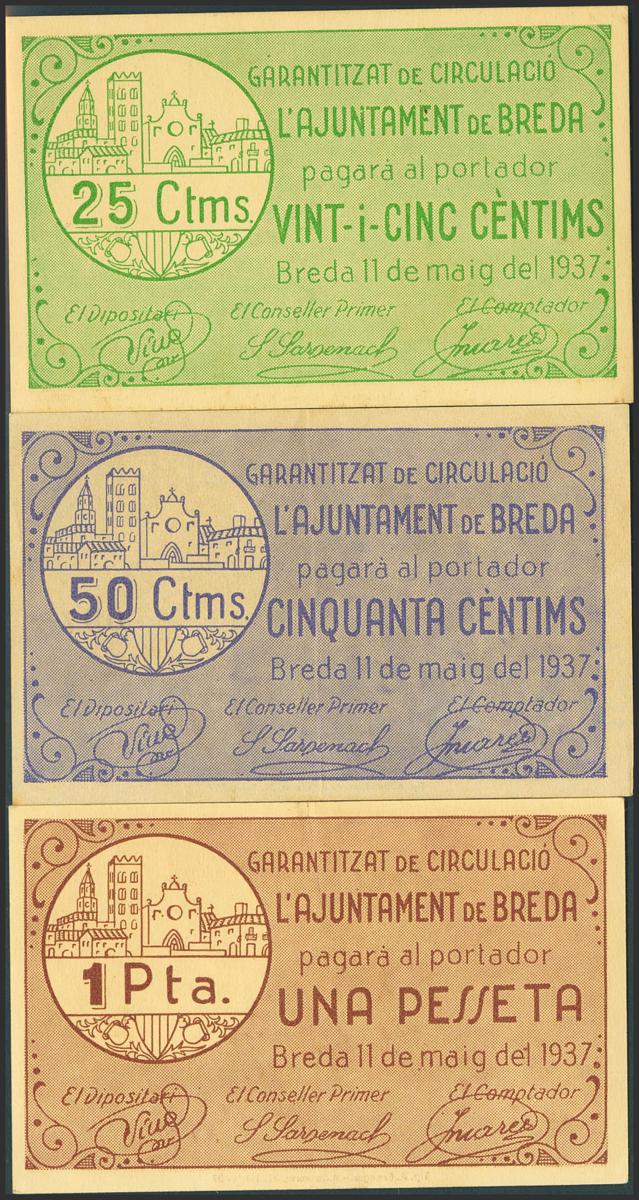 GARANTITZAT DE CIRCULACIÓ
L'AJUNTAMENT DE BREDA
pagarà al portador
25 Ctms.
VINT-i-CINC CÈNTIMS
Breda 11 de maig del 1937
El Dipositari El Conseller Primer El Comptador
GARANTITZAT DE CIRCULACIÓ
L'AJUNTAMENT DE BREDA
pagarà al portador
50 Ctms.
CINQUANTA CÈNTIMS
Breda 11 de maig del 1937
El Dipositari El Conseller Primer El Comptador
GARANTITZAT DE CIRCULACIÓ
L'AJUNTAMENT DE BREDA
pagarà al portador
1 Pta.
UNA PESSETA
Breda 11 de maig del 1937
El Dipositari El Conseller Primer El Comptador